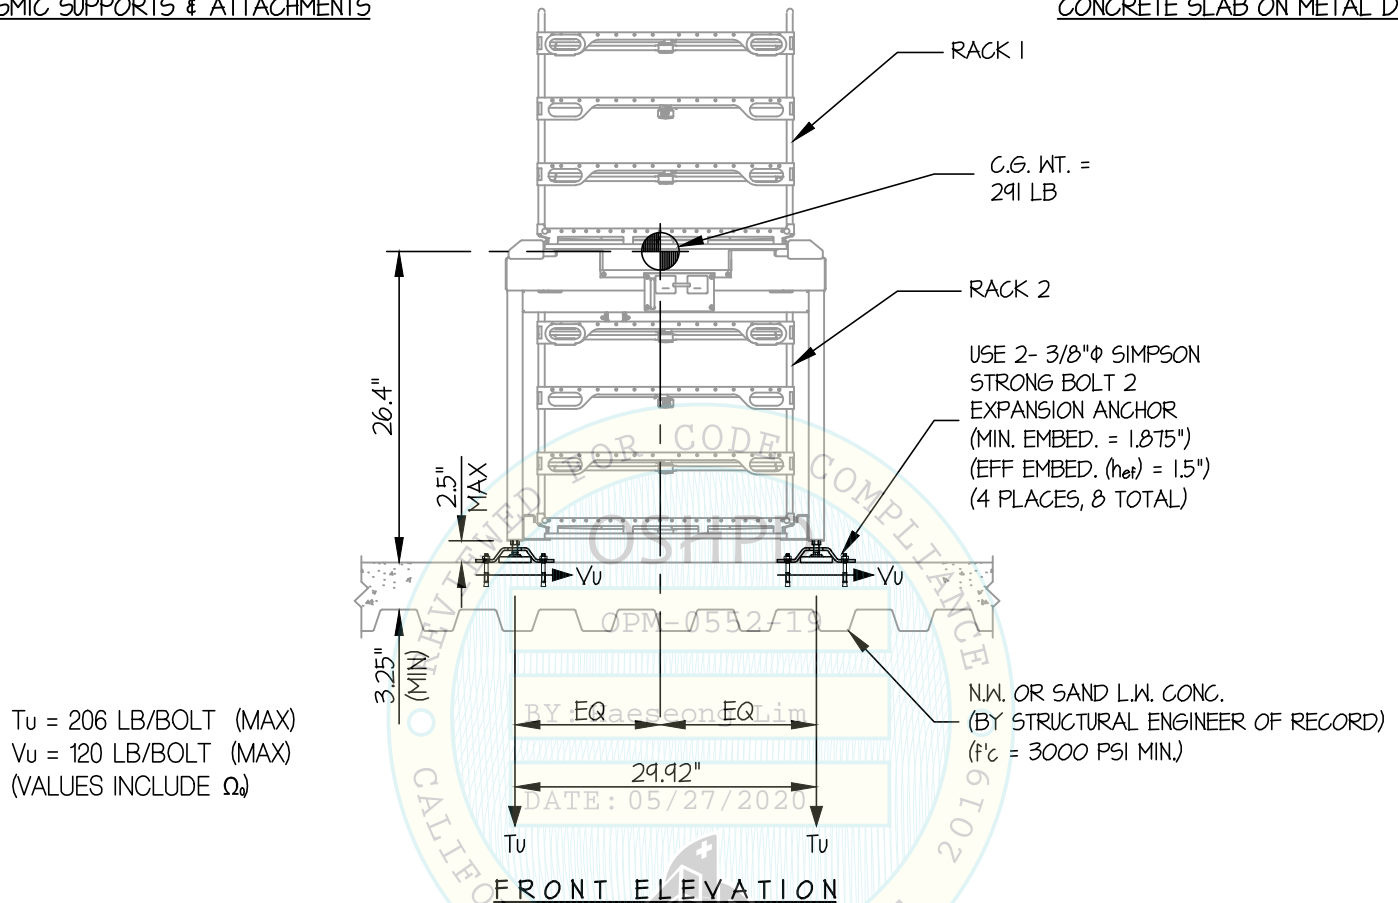 SMIC SUPPORTS & ATTACHMENTS
CONCRETE SLAB ON METAL D
RACK 1
C.G. WT. =
291 LB
RACK 2
USE 2- 3/8"Φ SIMPSON
STRONG BOLT 2
EXPANSION ANCHOR
(MIN. EMBED. = 1.875")
(EFF EMBED. (hef) = 1.5")
(4 PLACES, 8 TOTAL)
26.4"
2.5"
MAX
Vu
Vu
3.25"
(MIN)
N.W. OR SAND L.W. CONC.
(BY STRUCTURAL ENGINEER OF RECORD)
(f'c = 3000 PSI MIN.)
Tu = 206 LB/BOLT (MAX)
Vu = 120 LB/BOLT (MAX)
(VALUES INCLUDE Ω₀)
EQ
EQ
29.92"
Tu
Tu
FRONT ELEVATION
REVIEWED FOR CODE COMPLIANCE
OSHPD
OPM-0552-19
BY: Jaeseong Lim
DATE: 05/27/2020
CALIFO
2019